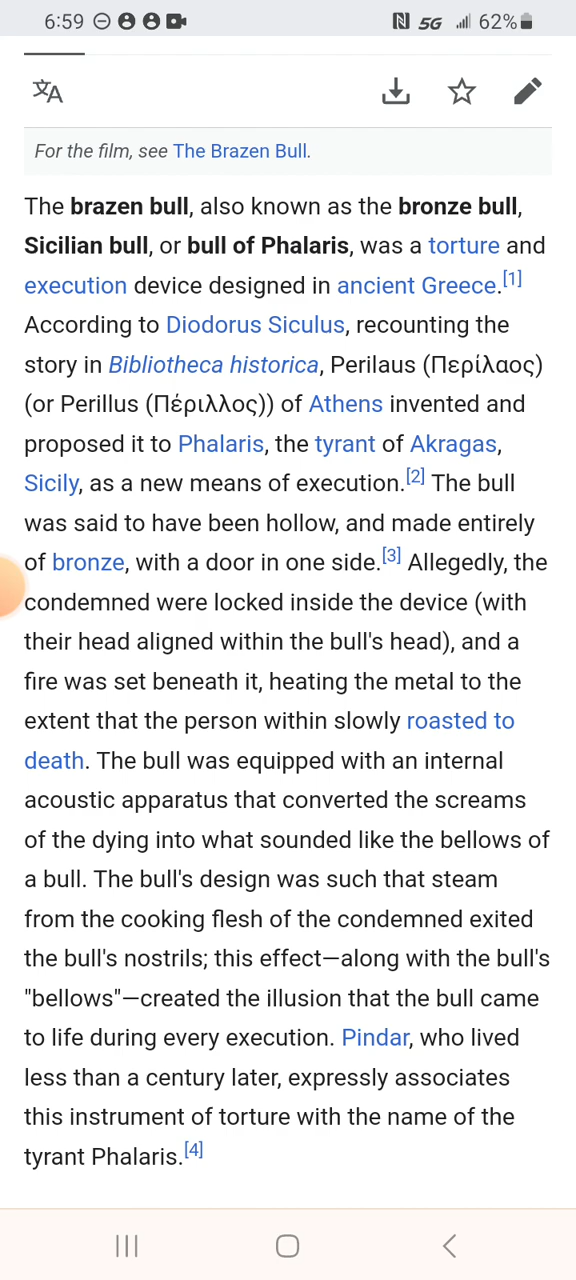 6:59 5G 62%
For the film, see The Brazen Bull.
The brazen bull, also known as the bronze bull,
Sicilian bull, or bull of Phalaris, was a torture and
execution device designed in ancient Greece.[1]
According to Diodorus Siculus, recounting the
story in Bibliotheca historica, Perilaus (Περίλαος)
(or Perillus (Πέριλλος)) of Athens invented and
proposed it to Phalaris, the tyrant of Akragas,
Sicily, as a new means of execution.[2] The bull
was said to have been hollow, and made entirely
of bronze, with a door in one side.[3] Allegedly, the
condemned were locked inside the device (with
their head aligned within the bull's head), and a
fire was set beneath it, heating the metal to the
extent that the person within slowly roasted to
death. The bull was equipped with an internal
acoustic apparatus that converted the screams
of the dying into what sounded like the bellows of
a bull. The bull's design was such that steam
from the cooking flesh of the condemned exited
the bull's nostrils; this effect—along with the bull's
"bellows"—created the illusion that the bull came
to life during every execution. Pindar, who lived
less than a century later, expressly associates
this instrument of torture with the name of the
tyrant Phalaris.[4]